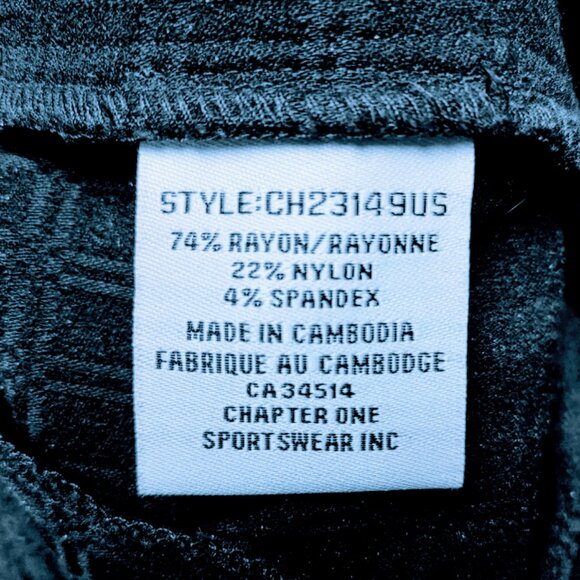 STYLE:CH23149US
74% RAYON/RAYONNE
22% NYLON
4% SPANDEX
MADE IN CAMBODIA
FABRIQUE AU CAMBODGE
CA34514
CHAPTER ONE
SPORTSWEAR INC